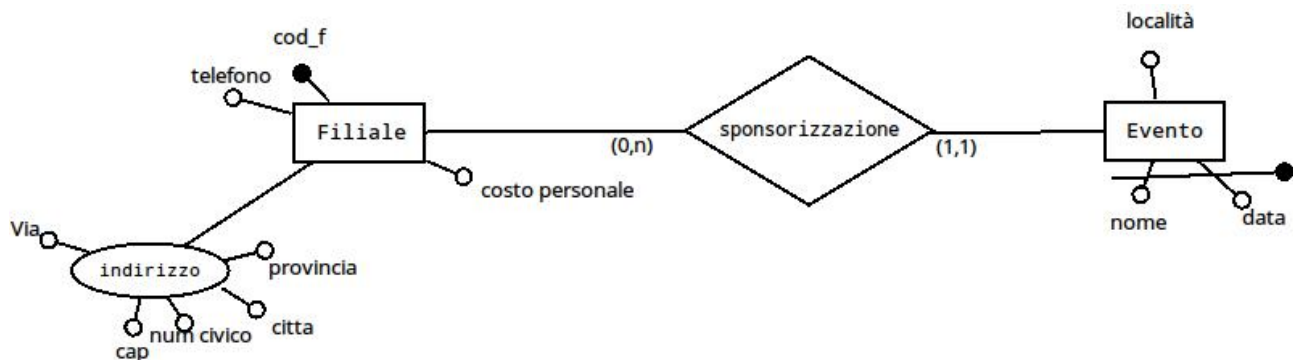 località
cod_f
telefono
Filiale
sponsorizzazione
Evento
(0,n)
(1,1)
costo personale
nome
data
Via
indirizzo
provincia
cap
num civico
citta